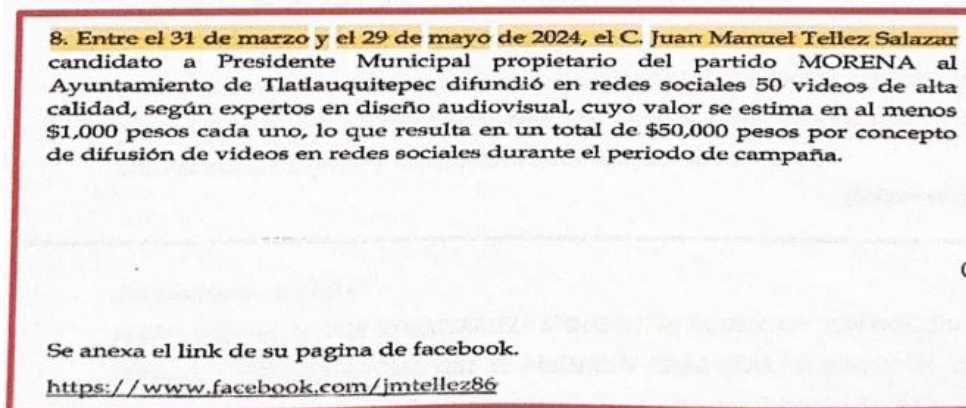 8. Entre el 31 de marzo y el 29 de mayo de 2024, el C. Juan Manuel Tellez Salazar
candidato a Presidente Municipal propietario del partido MORENA al
Ayuntamiento de Tlatlauquitepec difundió en redes sociales 50 videos de alta
calidad, según expertos en diseño audiovisual, cuyo valor se estima en al menos
$1,000 pesos cada uno, lo que resulta en un total de $50,000 pesos por concepto
de difusión de videos en redes sociales durante el periodo de campaña.
Se anexa el link de su pagina de facebook.
https://www.facebook.com/jmtellez86